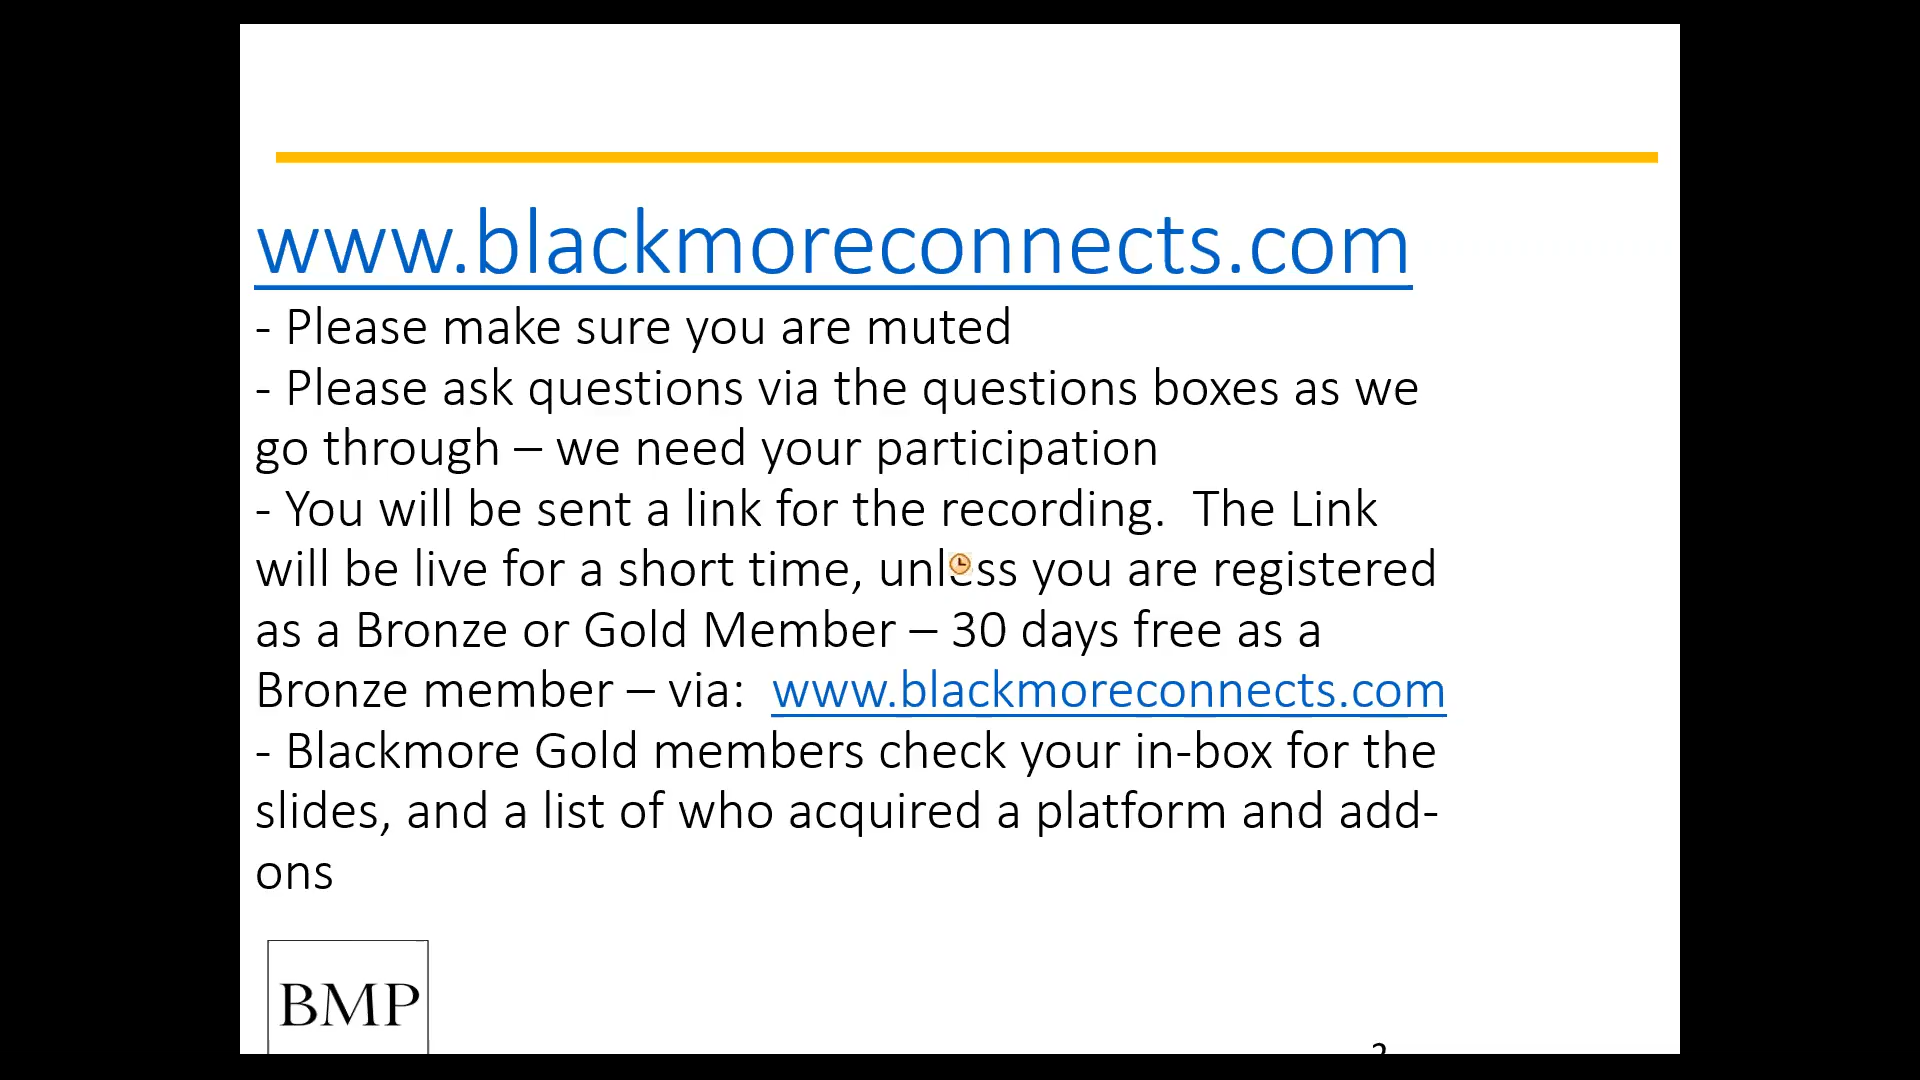 www.blackmoreconnects.com
- Please make sure you are muted
- Please ask questions via the questions boxes as we
go through – we need your participation
- You will be sent a link for the recording.  The Link
will be live for a short time, unless you are registered
as a Bronze or Gold Member – 30 days free as a
Bronze member – via:  www.blackmoreconnects.com
- Blackmore Gold members check your in-box for the
slides, and a list of who acquired a platform and add-
ons
BMP